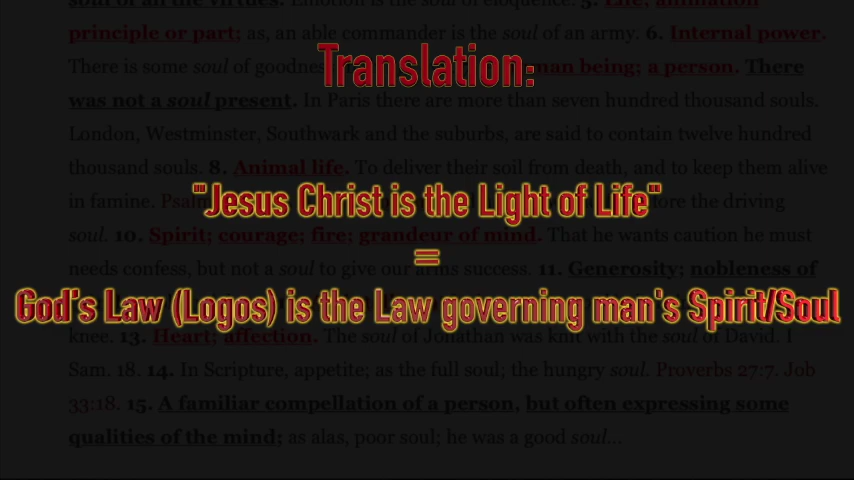 soul of all the virtues. Emotion is the soul of eloquence. 5. Life; animation
principle or part; as, an able commander is the soul of an army. 6. Internal power.
Translation:
There is some soul of goodness man being; a person. There
was not a soul present. In Paris there are more than seven hundred thousand souls.
London, Westminster, Southwark and the suburbs, are said to contain twelve hundred
thousand souls. 8. Animal life. To deliver their soil from death, and to keep them alive
in famine. Psal ore the driving
"Jesus Christ is the Light of Life"
soul. 10. Spirit; courage; fire; grandeur of mind. That he wants caution he must
=
needs confess, but not a soul to give our arms success. 11. Generosity; nobleness of
God's Law (Logos) is the Law governing man's Spirit/Soul
knee. 13. Heart; affection. The soul of Jonathan was knit with the soul of David. I
Sam. 18. 14. In Scripture, appetite; as the full soul; the hungry soul. Proverbs 27:7. Job
33:18. 15. A familiar compellation of a person, but often expressing some
qualities of the mind; as alas, poor soul; he was a good soul...